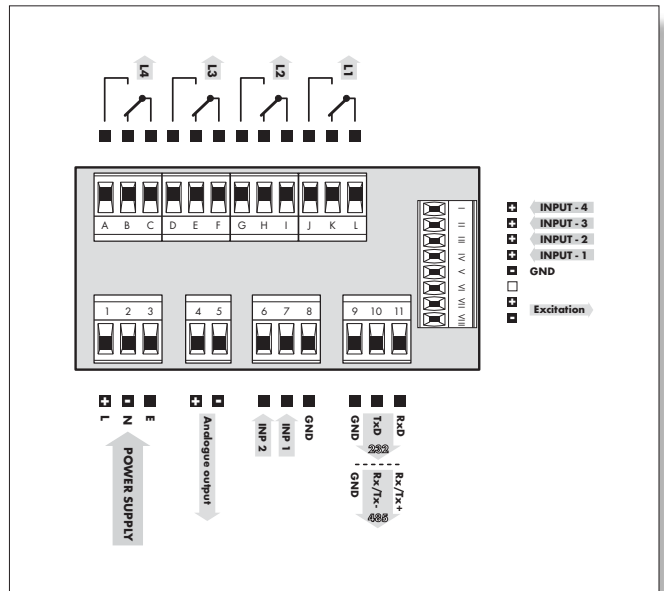 L4 L3 L2 L1
A B C D E F G H I J K L
I
II
III
IV
V
VI
VII
VIII
INPUT - 4
INPUT - 3
INPUT - 2
INPUT - 1
GND
Excitation
1 2 3 4 5 6 7 8 9 10 11
L
N
E
POWER SUPPLY
Analogue output
INP 2
INP 1
GND
GND
TxD
RxD
232
GND
Rx/Tx-
Rx/Tx+
485